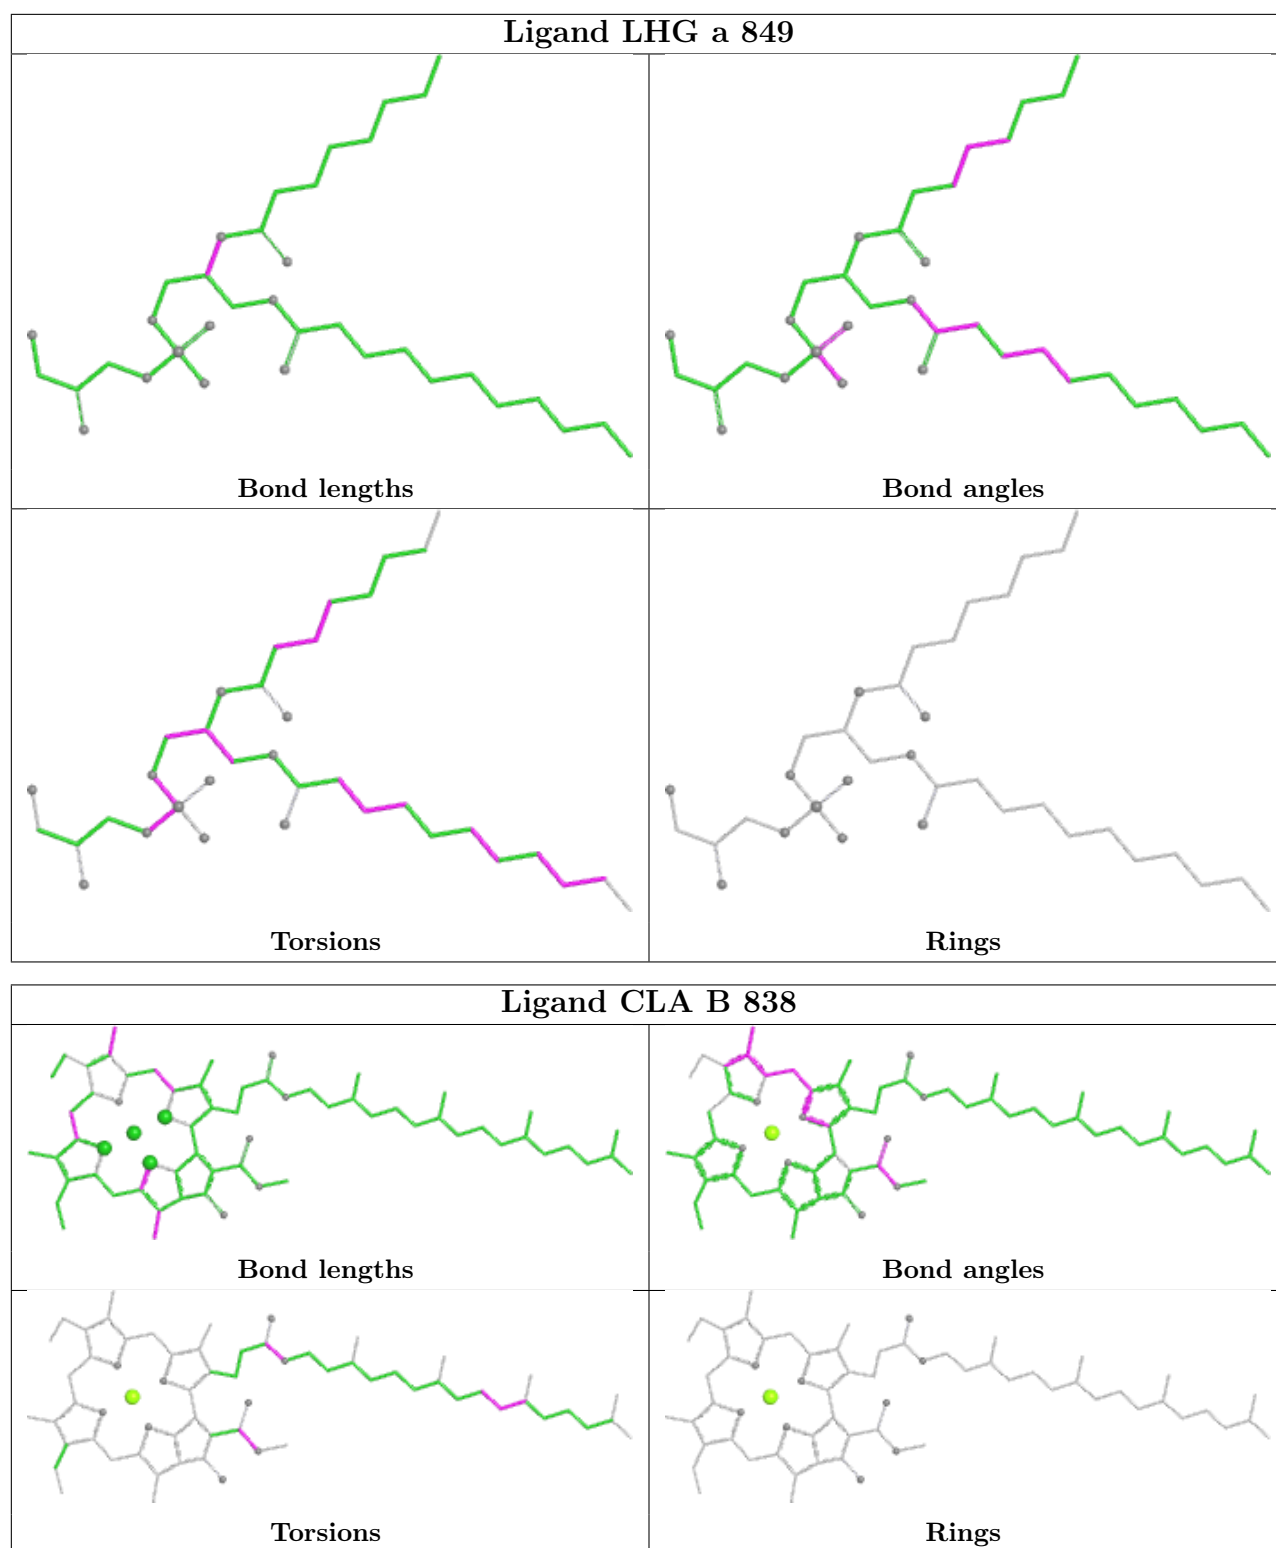 Ligand LHG a 849
Bond lengths
Bond angles
Torsions
Rings
Ligand CLA B 838
Bond lengths
Bond angles
Torsions
Rings